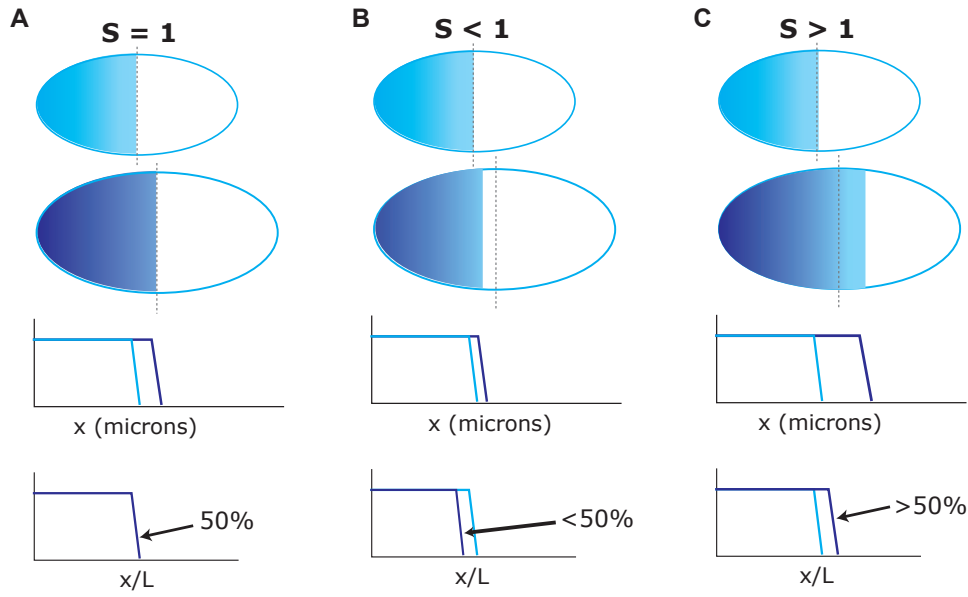 A
S = 1
x (microns)
50%
x/L
B
S < 1
x (microns)
<50%
x/L
C
S > 1
x (microns)
>50%
x/L